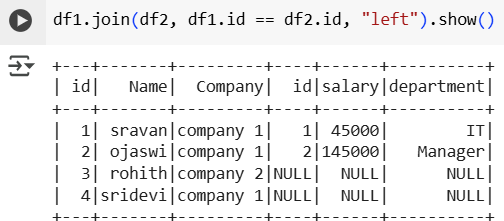 df1.join(df2, df1.id == df2.id, "left").show()
+---+-------+---------+----+------+----------+
| id|   Name|  Company|  id|salary|department|
+---+-------+---------+----+------+----------+
|  1| sravan|company 1|   1| 45000|        IT|
|  2| ojaswi|company 1|   2|145000|   Manager|
|  3| rohith|company 2|NULL|  NULL|      NULL|
|  4|sridevi|company 1|NULL|  NULL|      NULL|
+---+-------+---------+----+------+----------+